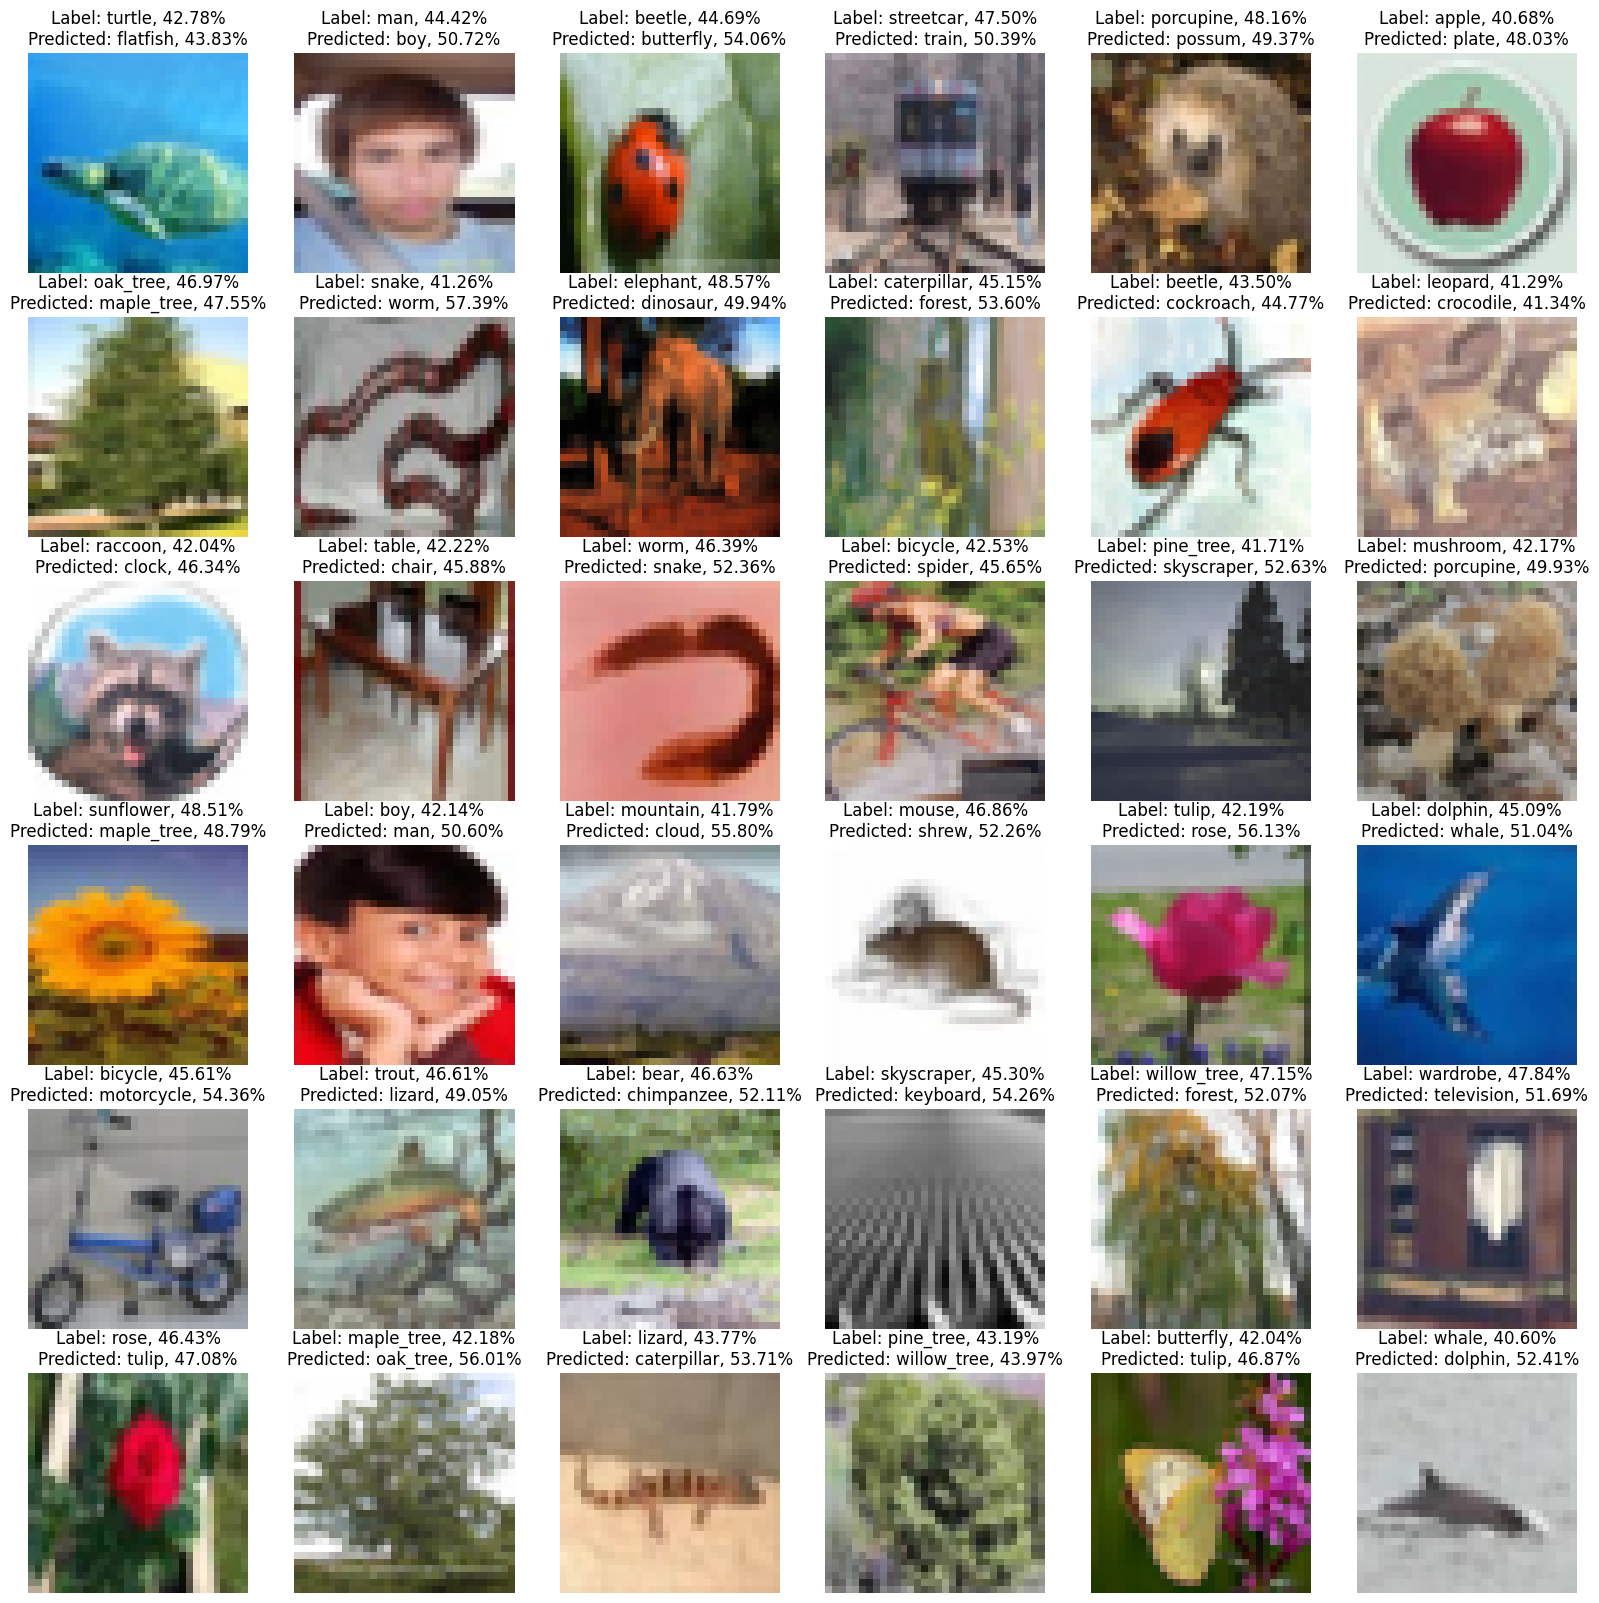 Label: turtle, 42.78%
Predicted: flatfish, 43.83%
Label: man, 44.42%
Predicted: boy, 50.72%
Label: beetle, 44.69%
Predicted: butterfly, 54.06%
Label: streetcar, 47.50%
Predicted: train, 50.39%
Label: porcupine, 48.16%
Predicted: possum, 49.37%
Label: apple, 40.68%
Predicted: plate, 48.03%
Label: oak_tree, 46.97%
Predicted: maple_tree, 47.55%
Label: snake, 41.26%
Predicted: worm, 57.39%
Label: elephant, 48.57%
Predicted: dinosaur, 49.94%
Label: caterpillar, 45.15%
Predicted: forest, 53.60%
Label: beetle, 43.50%
Predicted: cockroach, 44.77%
Label: leopard, 41.29%
Predicted: crocodile, 41.34%
Label: raccoon, 42.04%
Predicted: clock, 46.34%
Label: table, 42.22%
Predicted: chair, 45.88%
Label: worm, 46.39%
Predicted: snake, 52.36%
Label: bicycle, 42.53%
Predicted: spider, 45.65%
Label: pine_tree, 41.71%
Predicted: skyscraper, 52.63%
Label: mushroom, 42.17%
Predicted: porcupine, 49.93%
Label: sunflower, 48.51%
Predicted: maple_tree, 48.79%
Label: boy, 42.14%
Predicted: man, 50.60%
Label: mountain, 41.79%
Predicted: cloud, 55.80%
Label: mouse, 46.86%
Predicted: shrew, 52.26%
Label: tulip, 42.19%
Predicted: rose, 56.13%
Label: dolphin, 45.09%
Predicted: whale, 51.04%
Label: bicycle, 45.61%
Predicted: motorcycle, 54.36%
Label: trout, 46.61%
Predicted: lizard, 49.05%
Label: bear, 46.63%
Predicted: chimpanzee, 52.11%
Label: skyscraper, 45.30%
Predicted: keyboard, 54.26%
Label: willow_tree, 47.15%
Predicted: forest, 52.07%
Label: wardrobe, 47.84%
Predicted: television, 51.69%
Label: rose, 46.43%
Predicted: tulip, 47.08%
Label: maple_tree, 42.18%
Predicted: oak_tree, 56.01%
Label: lizard, 43.77%
Predicted: caterpillar, 53.71%
Label: pine_tree, 43.19%
Predicted: willow_tree, 43.97%
Label: butterfly, 42.04%
Predicted: tulip, 46.87%
Label: whale, 40.60%
Predicted: dolphin, 52.41%